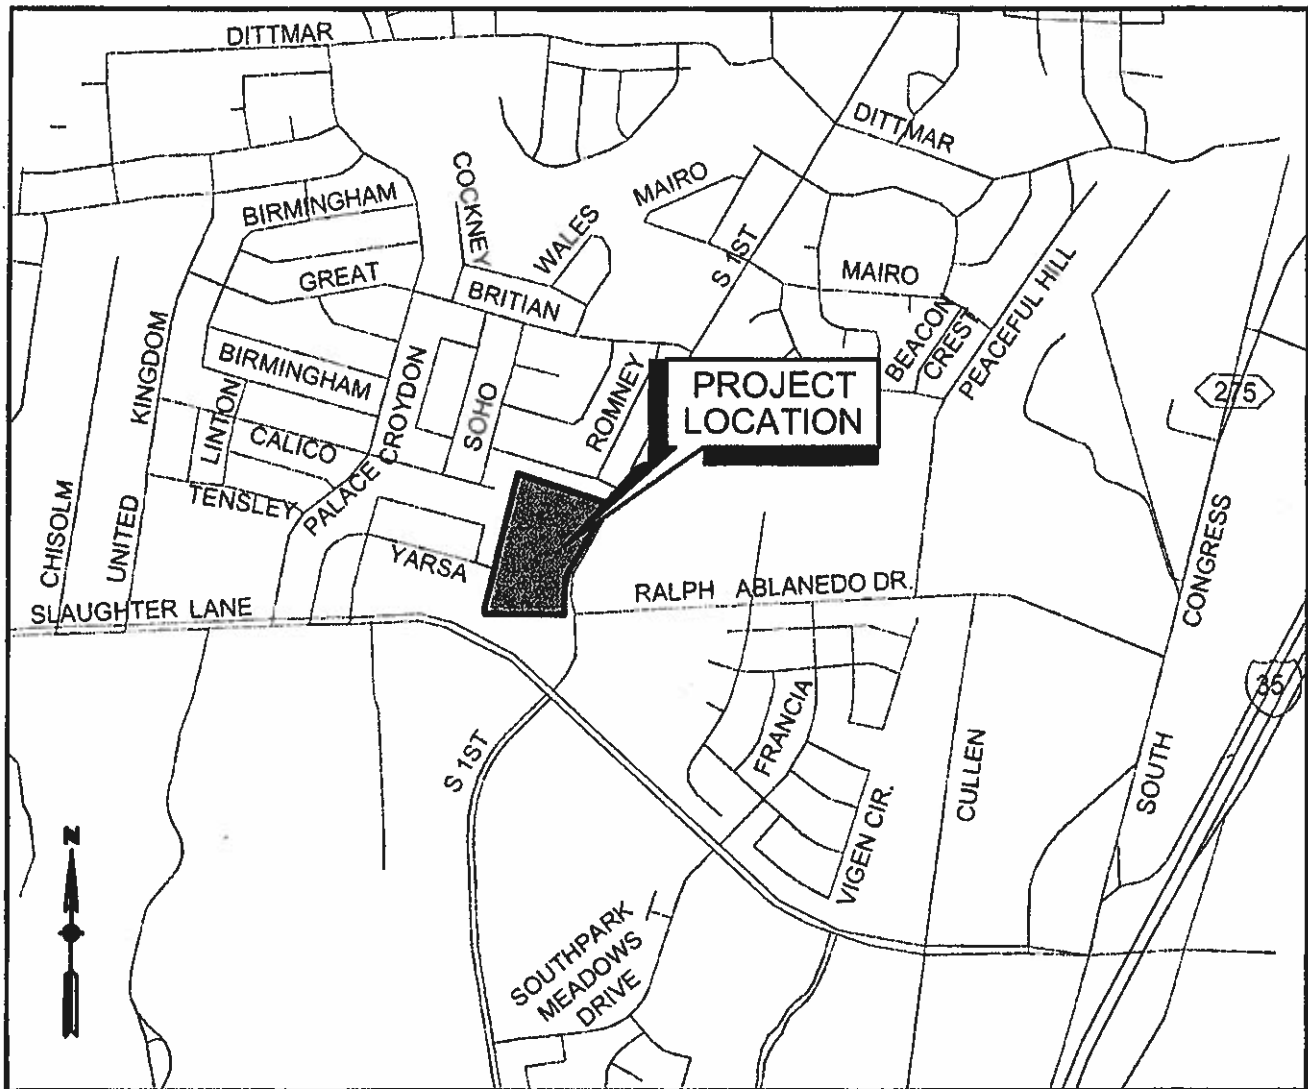 DITTMAR
DITTMAR
COCKNEY
MAIRO
BIRMINGHAM
WALES
S 1ST
GREAT
BRITIAN
MAIRO
PEACEFUL HILL
BEACON
CREST
KINGDOM
BIRMINGHAM
CROYDON
SOHO
ROMNEY
PROJECT
LOCATION
275
LINTON
CALICO
PALACE
TENSLEY
CHISOLM
UNITED
YARSA
RALPH ABLANEDO DR.
CONGRESS
SLAUGHTER LANE
35
FRANCIA
S 1ST
CULLEN
SOUTH
VIGEN CIR.
N
SOUTHPARK
MEADOWS
DRIVE